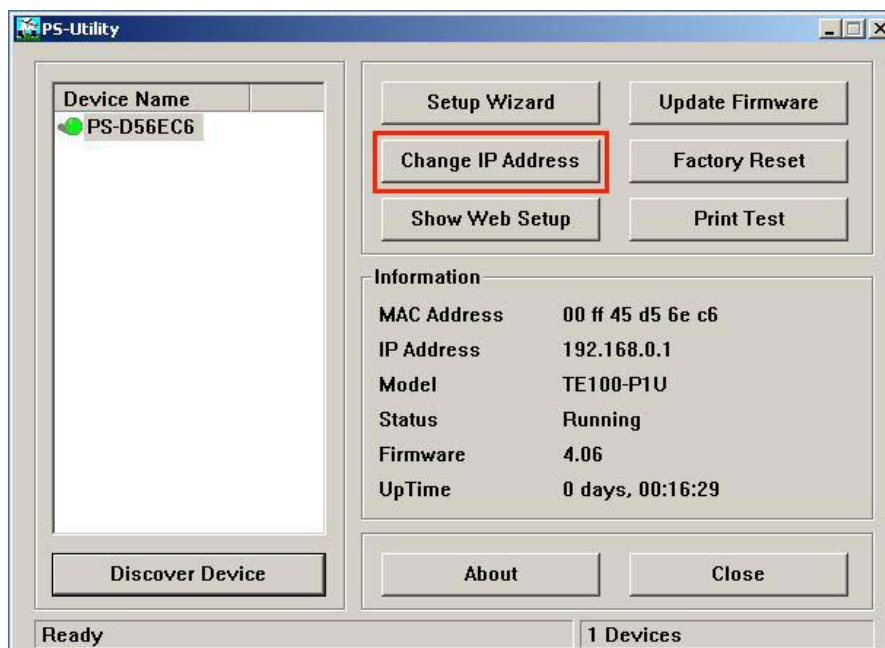 PS-Utility
Device Name
PS-D56EC6
Discover Device
Setup Wizard
Update Firmware
Change IP Address
Factory Reset
Show Web Setup
Print Test
Information
MAC Address 00 ff 45 d5 6e c6
IP Address 192.168.0.1
Model TE100-P1U
Status Running
Firmware 4.06
UpTime 0 days, 00:16:29
About
Close
Ready
1 Devices